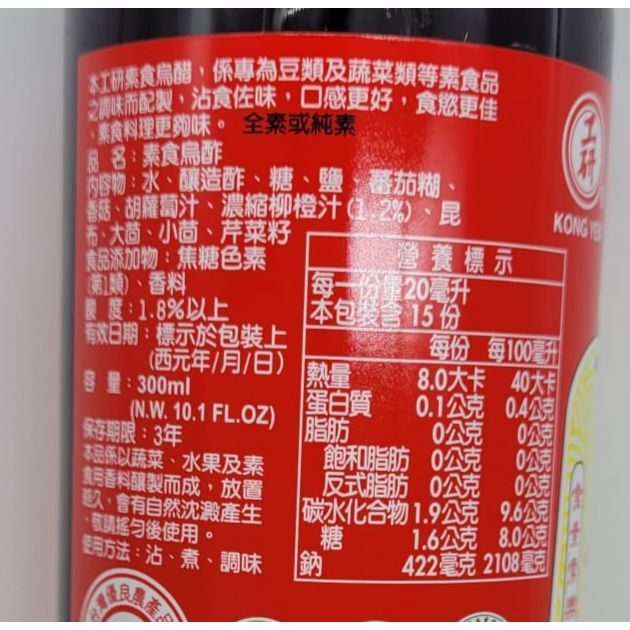 本工研素食烏醋，係專為豆類及蔬菜類等素食品
之調味而配製，沾食佐味，口感更好，食慾更佳
、素食料理更夠味。 全素或純素
品 名：素食烏酢
內容物：水、釀造酢、糖、鹽、蕃茄糊、
香菇、胡蘿蔔汁、濃縮柳橙汁(1.2%)、昆
布、大茴、小茴、芹菜籽
食品添加物：焦糖色素
(第1類)、香料
酸 度：1.8%以上
有效日期：標示於包裝上
(西元年/月/日)
容 量：300ml
(N.W. 10.1 FL.OZ)
保存期限：3年
本品係以蔬菜、水果及素
食用香料釀製而成，放置
愈久，會有自然沈澱產生
，敬請搖勻後使用。
使用方法：沾、煮、調味
營養標示
每一份量20毫升
本包裝含 15 份
每份 每100毫升
熱量 8.0大卡 40大卡
蛋白質 0.1公克 0.4公克
脂肪 0公克 0公克
飽和脂肪 0公克 0公克
反式脂肪 0公克 0公克
碳水化合物 1.9公克 9.6公克
糖 1.6公克 8.0公克
鈉 422毫克 2108毫克
工研
KONG YEN
台灣優良農產品